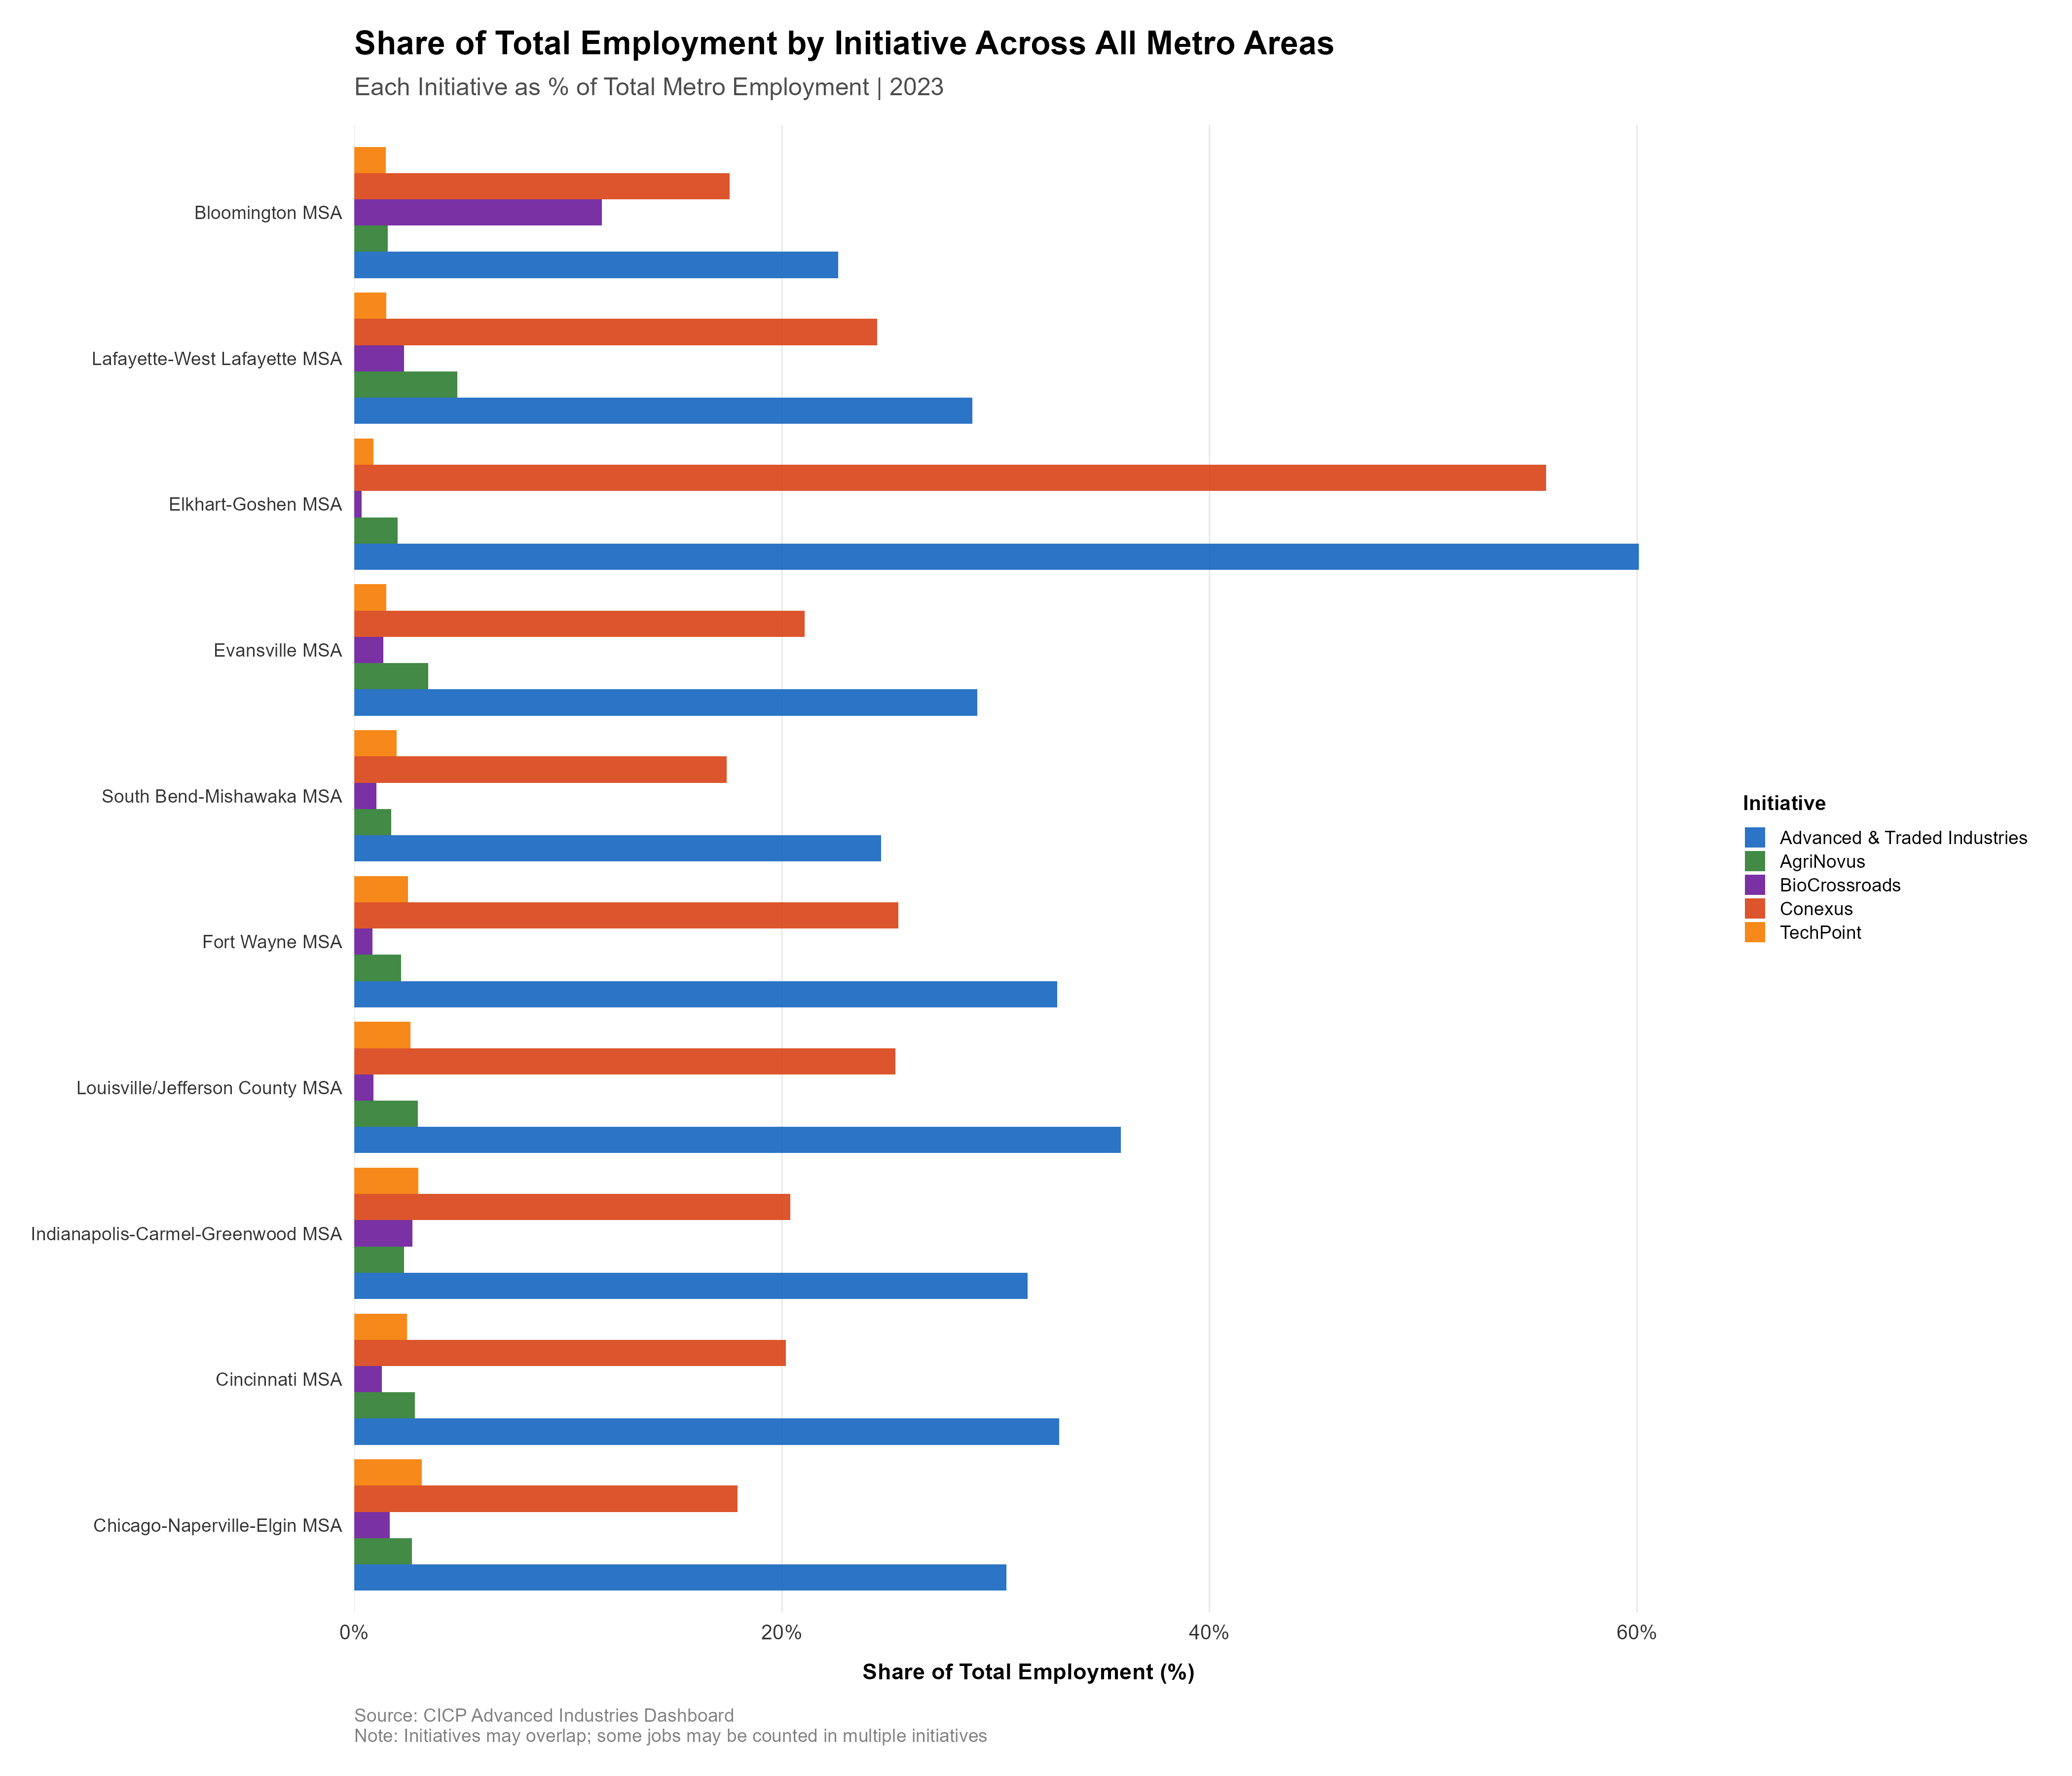 Share of Total Employment by Initiative Across All Metro Areas
Each Initiative as % of Total Metro Employment | 2023
Bloomington MSA
Lafayette-West Lafayette MSA
Elkhart-Goshen MSA
Evansville MSA
South Bend-Mishawaka MSA
Fort Wayne MSA
Louisville/Jefferson County MSA
Indianapolis-Carmel-Greenwood MSA
Cincinnati MSA
Chicago-Naperville-Elgin MSA
0%
20%
40%
60%
Share of Total Employment (%)
Initiative
Advanced & Traded Industries
AgriNovus
BioCrossroads
Conexus
TechPoint
Source: CICP Advanced Industries Dashboard
Note: Initiatives may overlap; some jobs may be counted in multiple initiatives